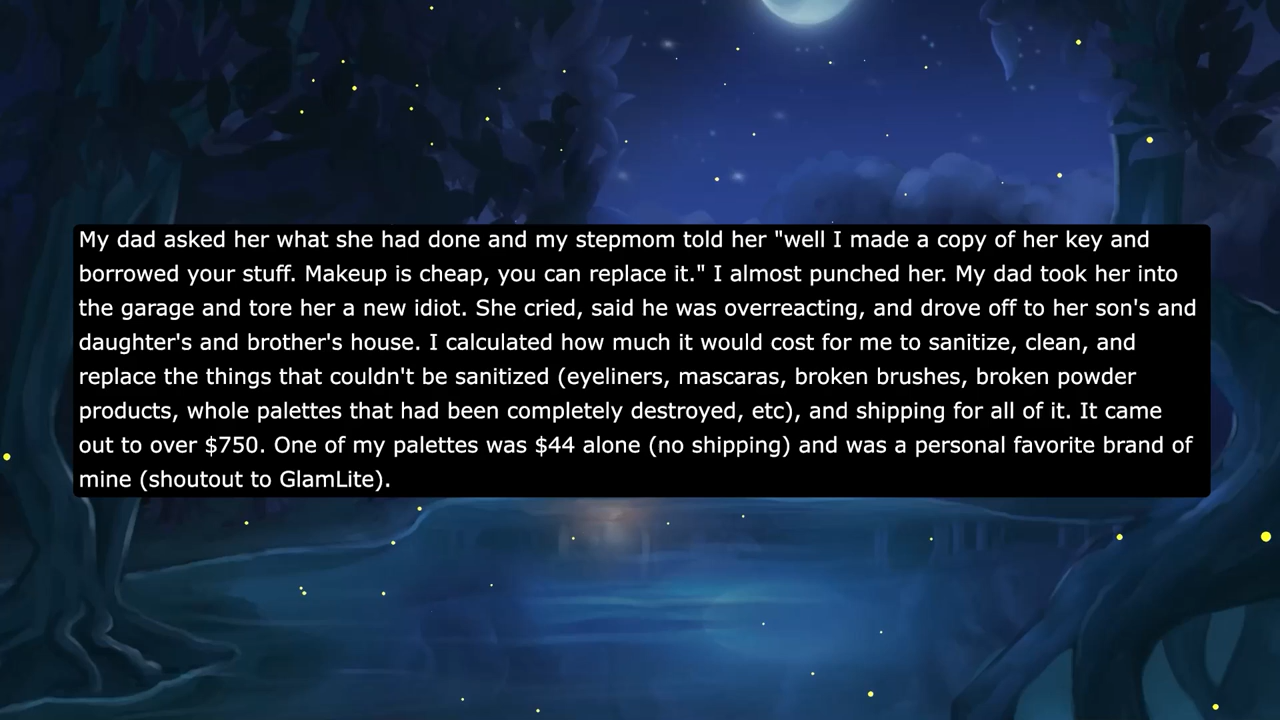 My dad asked her what she had done and my stepmom told her "well I made a copy of her key and
borrowed your stuff. Makeup is cheap, you can replace it." I almost punched her. My dad took her into
the garage and tore her a new idiot. She cried, said he was overreacting, and drove off to her son's and
daughter's and brother's house. I calculated how much it would cost for me to sanitize, clean, and
replace the things that couldn't be sanitized (eyeliners, mascaras, broken brushes, broken powder
products, whole palettes that had been completely destroyed, etc), and shipping for all of it. It came
out to over $750. One of my palettes was $44 alone (no shipping) and was a personal favorite brand of
mine (shoutout to GlamLite).